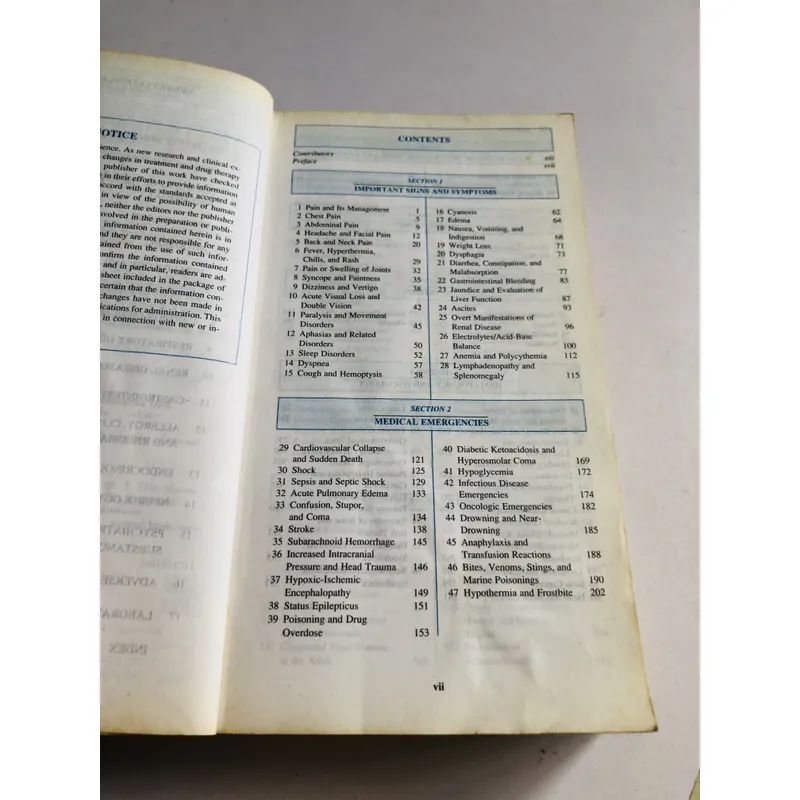 NOTICE
ence. As new research and clinical ex-
changes in treatment and drug therapy
publisher of this work have checked
in their efforts to provide information
accord with the standards accepted at
in view of the possibility of human
, neither the editors nor the publisher
nvolved in the preparation or publi-
information contained herein is in
nd they are not responsible for any
ained from the use of such infor-
onfirm the information contained
and in particular, readers are ad-
sheet included in the package of
certain that the information con-
changes have not been made in
ications for administration. This
in connection with new or in-
CONTENTS
Contributors xiii
Preface xvii
SECTION 1
IMPORTANT SIGNS AND SYMPTOMS
1 Pain and Its Management 1
2 Chest Pain 5
3 Abdominal Pain 9
4 Headache and Facial Pain 12
5 Back and Neck Pain 20
6 Fever, Hyperthermia,
Chills, and Rash 29
7 Pain or Swelling of Joints 32
8 Syncope and Faintness 35
9 Dizziness and Vertigo 38
10 Acute Visual Loss and
Double Vision 42
11 Paralysis and Movement
Disorders 45
12 Aphasias and Related
Disorders 50
13 Sleep Disorders 52
14 Dyspnea 57
15 Cough and Hemoptysis 58
16 Cyanosis 62
17 Edema 64
18 Nausea, Vomiting, and
Indigestion 68
19 Weight Loss 71
20 Dysphagia 73
21 Diarrhea, Constipation, and
Malabsorption 77
22 Gastrointestinal Bleeding 83
23 Jaundice and Evaluation of
Liver Function 87
24 Ascites 93
25 Overt Manifestations of
Renal Disease 96
26 Electrolytes/Acid-Base
Balance 100
27 Anemia and Polycythemia 112
28 Lymphadenopathy and
Splenomegaly 115
SECTION 2
MEDICAL EMERGENCIES
29 Cardiovascular Collapse
and Sudden Death 121
30 Shock 125
31 Sepsis and Septic Shock 129
32 Acute Pulmonary Edema 133
33 Confusion, Stupor,
and Coma 134
34 Stroke 138
35 Subarachnoid Hemorrhage 145
36 Increased Intracranial
Pressure and Head Trauma 146
37 Hypoxic-Ischemic
Encephalopathy 149
38 Status Epilepticus 151
39 Poisoning and Drug
Overdose 153
40 Diabetic Ketoacidosis and
Hyperosmolar Coma 169
41 Hypoglycemia 172
42 Infectious Disease
Emergencies 174
43 Oncologic Emergencies 182
44 Drowning and Near-
Drowning 185
45 Anaphylaxis and
Transfusion Reactions 188
46 Bites, Venoms, Stings, and
Marine Poisonings 190
47 Hypothermia and Frostbite 202
vii